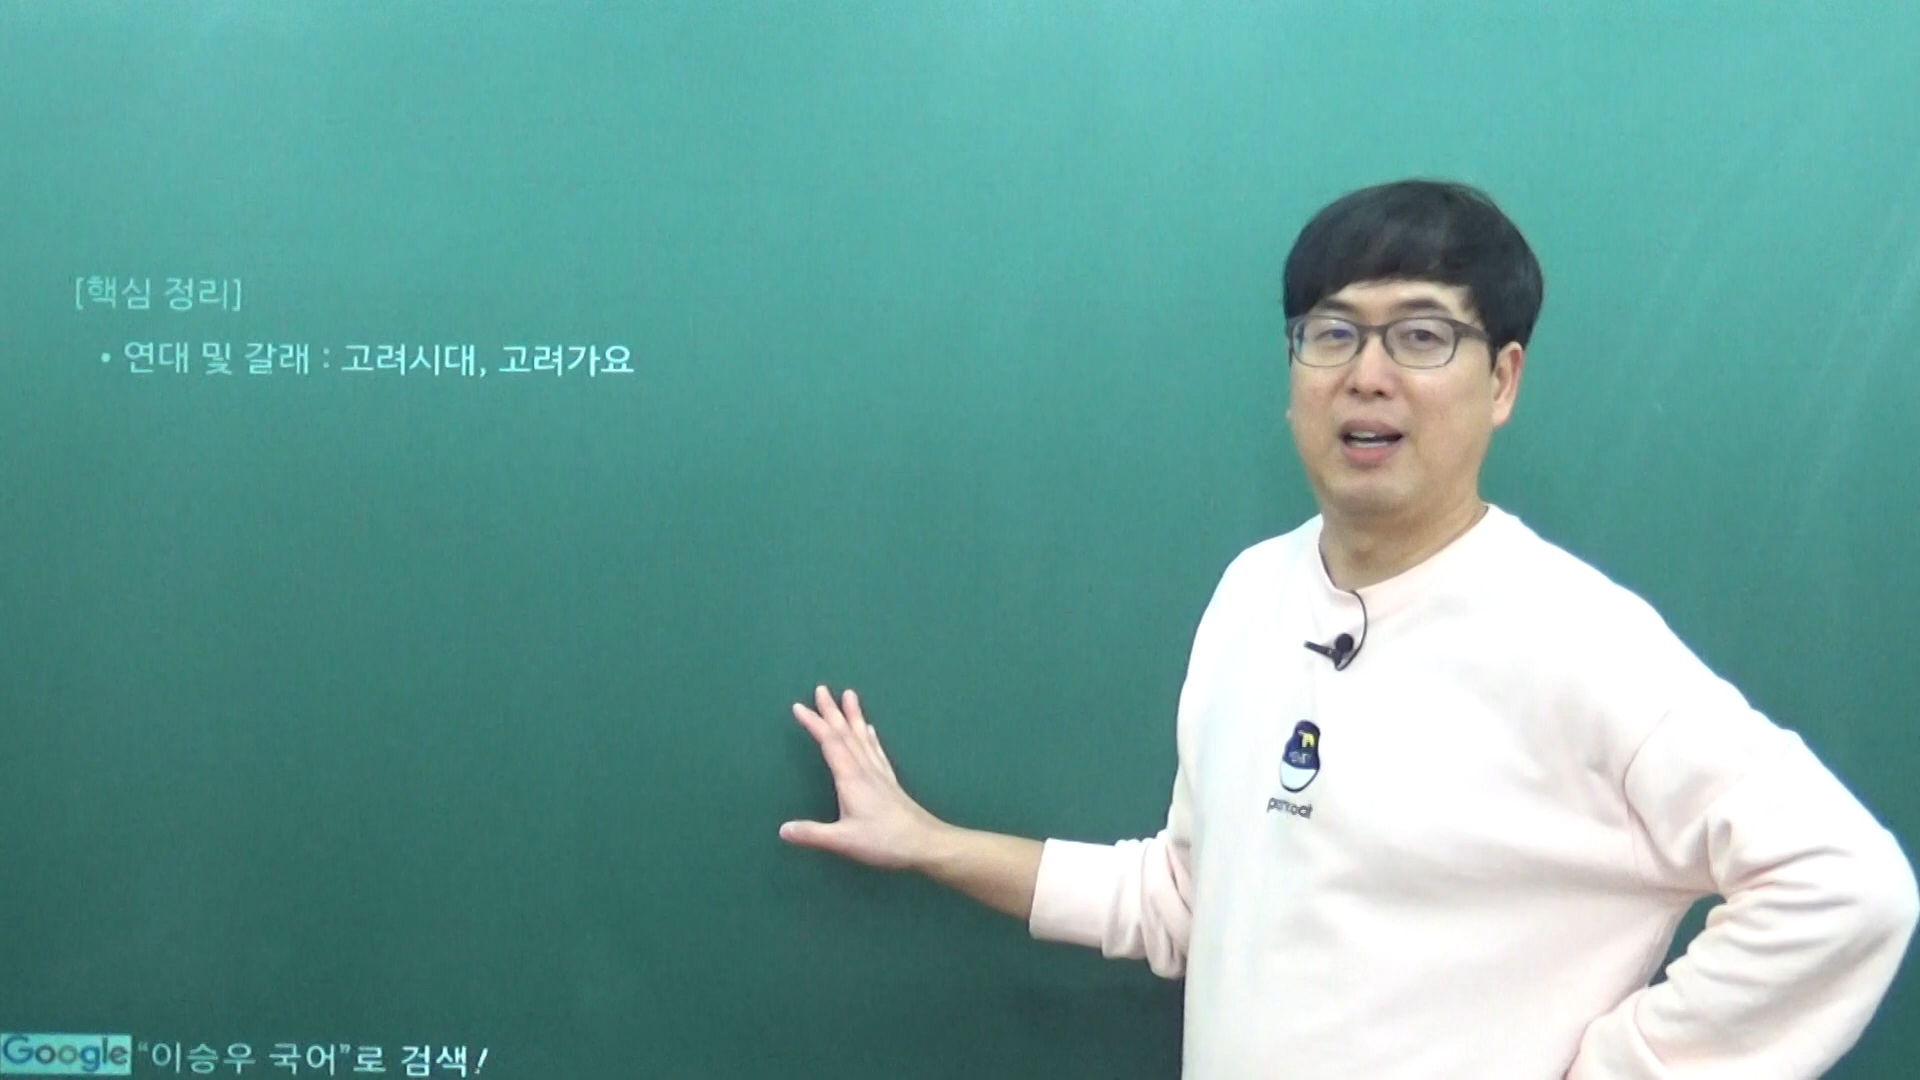 [핵심 정리]
• 연대 및 갈래 : 고려시대, 고려가요
Google “이승우 국어”로 검색!